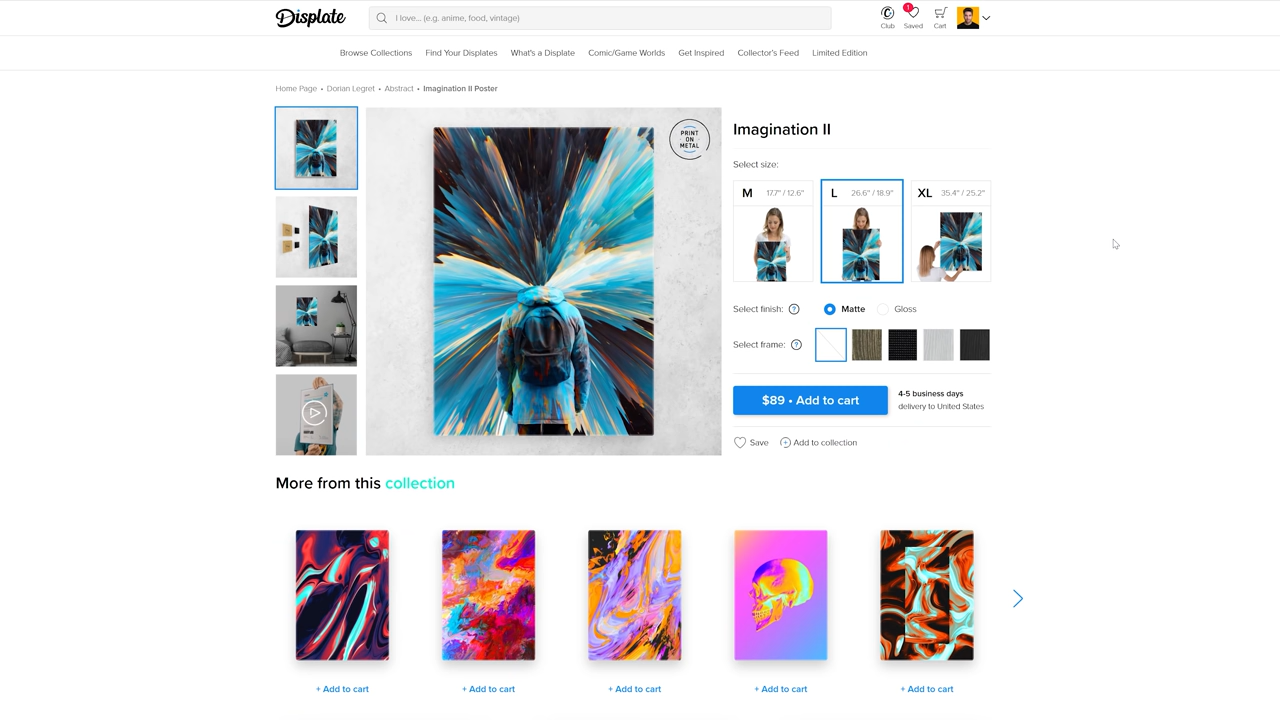 Displate
I love... (e.g. anime, food, vintage)
Club
1
Saved
Cart
Browse Collections
Find Your Displates
What's a Displate
Comic/Game Worlds
Get Inspired
Collector's Feed
Limited Edition
Home Page • Dorian Legret • Abstract • Imagination II Poster
PRINT
ON
METAL
Imagination II
Select size:
M 17.7" / 12.6"
L 26.6" / 18.9"
XL 35.4" / 25.2"
Select finish: ? Matte Gloss
Select frame: ?
$89 • Add to cart
4-5 business days
delivery to United States
Save
Add to collection
More from this collection
+ Add to cart
+ Add to cart
+ Add to cart
+ Add to cart
+ Add to cart